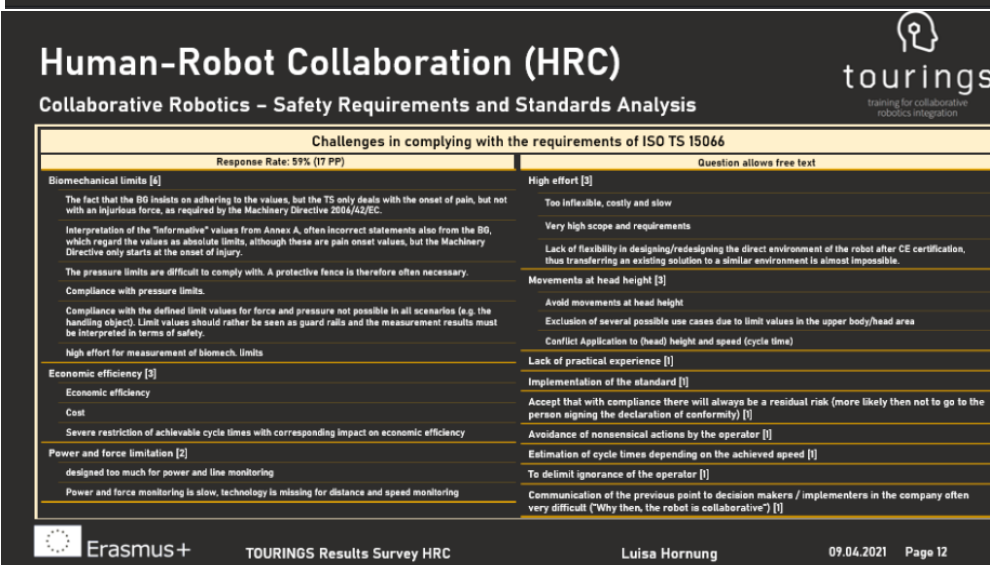 Human-Robot Collaboration (HRC)
Collaborative Robotics – Safety Requirements and Standards Analysis
tourings
training for collaborative
robotics integration
Challenges in complying with the requirements of ISO TS 15066
Response Rate: 59% (17 PP)
Biomechanical limits [6]
The fact that the BG insists on adhering to the values, but the TS only deals with the onset of pain, but not
with an injurious force, as required by the Machinery Directive 2006/42/EC.
Interpretation of the "informative" values from Annex A, often incorrect statements also from the BG,
which regard the values as absolute limits, although these are pain onset values, but the Machinery
Directive only starts at the onset of injury.
The pressure limits are difficult to comply with. A protective fence is therefore often necessary.
Compliance with pressure limits.
Compliance with the defined limit values for force and pressure not possible in all scenarios (e.g. the
handling object). Limit values should rather be seen as guard rails and the measurement results must
be interpreted in terms of safety.
high effort for measurement of biomech. limits
Economic efficiency [3]
Economic efficiency
Cost
Severe restriction of achievable cycle times with corresponding impact on economic efficiency
Power and force limitation [2]
designed too much for power and line monitoring
Power and force monitoring is slow, technology is missing for distance and speed monitoring
Question allows free text
High effort [3]
Too inflexible, costly and slow
Very high scope and requirements
Lack of flexibility in designing/redesigning the direct environment of the robot after CE certification,
thus transferring an existing solution to a similar environment is almost impossible.
Movements at head height [3]
Avoid movements at head height
Exclusion of several possible use cases due to limit values in the upper body/head area
Conflict Application to (head) height and speed (cycle time)
Lack of practical experience [1]
Implementation of the standard [1]
Accept that with compliance there will always be a residual risk (more likely then not to go to the
person signing the declaration of conformity) [1]
Avoidance of nonsensical actions by the operator [1]
Estimation of cycle times depending on the achieved speed [1]
To delimit ignorance of the operator [1]
Communication of the previous point to decision makers / implementers in the company often
very difficult ("Why then, the robot is collaborative") [1]
Erasmus+
TOURINGS Results Survey HRC
Luisa Hornung
09.04.2021 Page 12